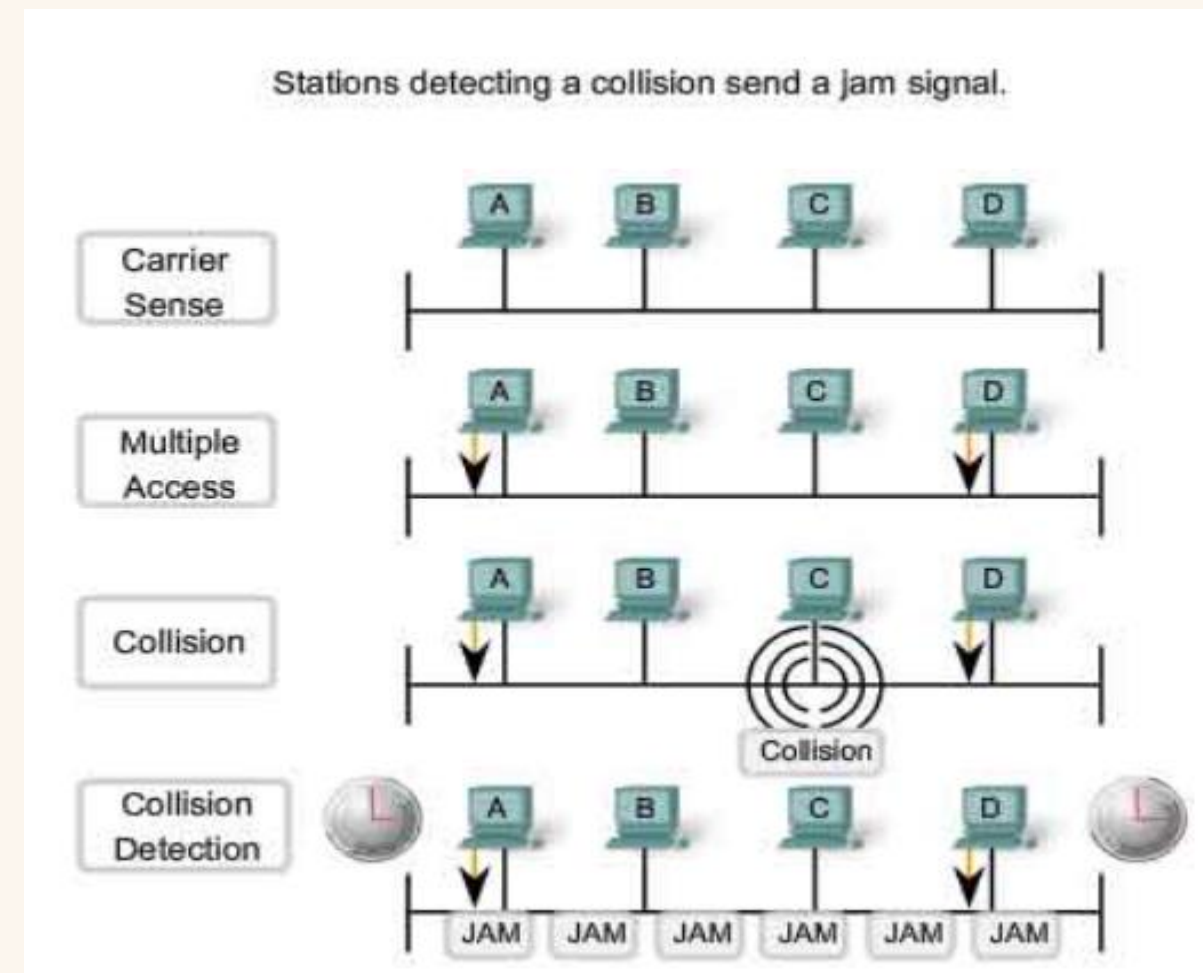 Stations detecting a collision send a jam signal.
Carrier
Sense
A B C D
Multiple
Access
A B C D
Collision
A B C D
Collision
Collision
Detection
A B C D
JAM JAM JAM JAM JAM JAM